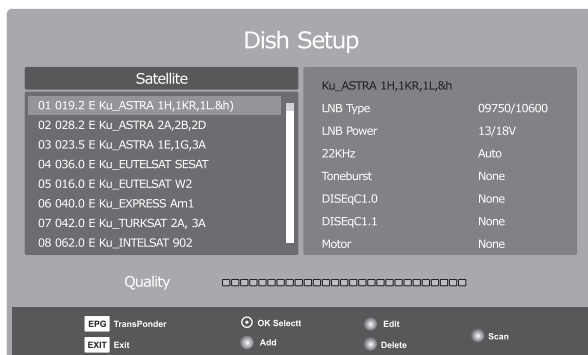 Dish Setup
Satellite
01 019.2 E Ku_ASTRA 1H,1KR,1L.&h)
02 028.2 E Ku_ASTRA 2A,2B,2D
03 023.5 E Ku_ASTRA 1E,1G,3A
04 036.0 E Ku_EUTELSAT SESAT
05 016.0 E Ku_EUTELSAT W2
06 040.0 E Ku_EXPRESS Am1
07 042.0 E Ku_TURKSAT 2A, 3A
08 062.0 E Ku_INTELSAT 902
Ku_ASTRA 1H,1KR,1L,&h
LNB Type 09750/10600
LNB Power 13/18V
22KHz Auto
Toneburst None
DISEqC1.0 None
DISEqC1.1 None
Motor None
Quality
EPG TransPonder OK Selectt Edit Scan
EXIT Exit Add Delete